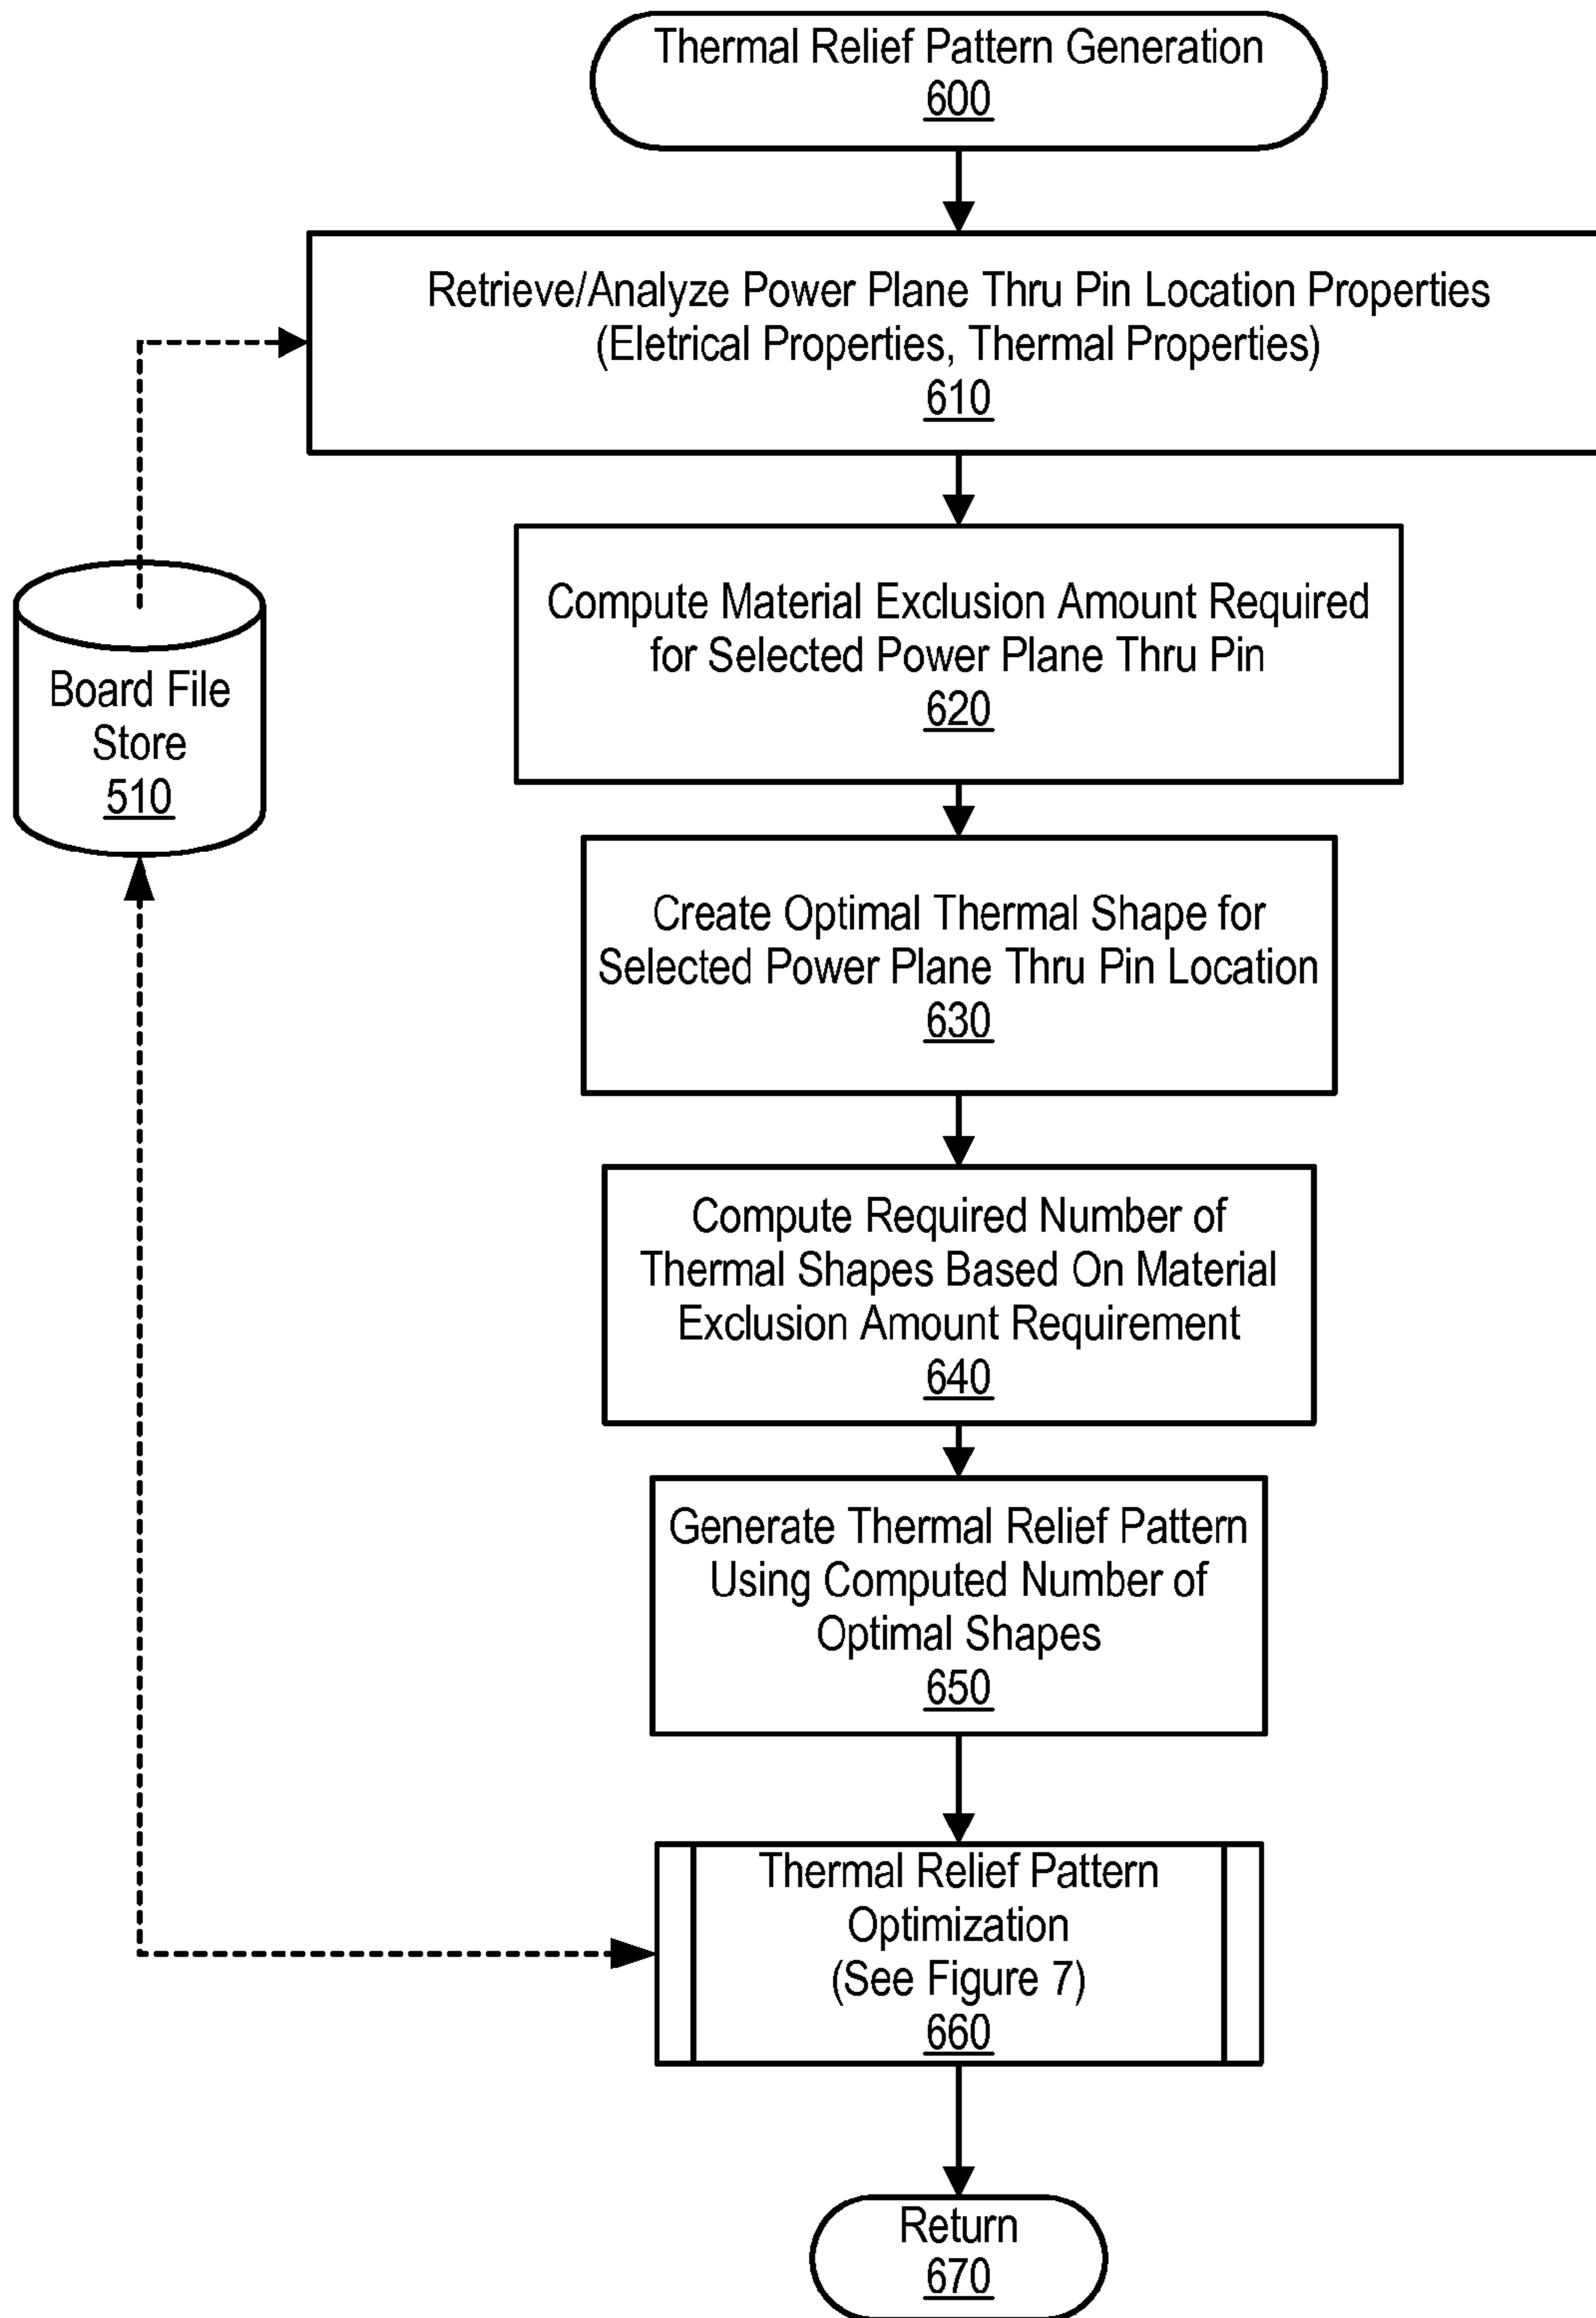 Thermal Relief Pattern Generation
600
Retrieve/Analyze Power Plane Thru Pin Location Properties
(Eletrical Properties, Thermal Properties)
610
Compute Material Exclusion Amount Required
for Selected Power Plane Thru Pin
620
Board File
Store
510
Create Optimal Thermal Shape for
Selected Power Plane Thru Pin Location
630
Compute Required Number of
Thermal Shapes Based On Material
Exclusion Amount Requirement
640
Generate Thermal Relief Pattern
Using Computed Number of
Optimal Shapes
650
Thermal Relief Pattern
Optimization
(See Figure 7)
660
Return
670